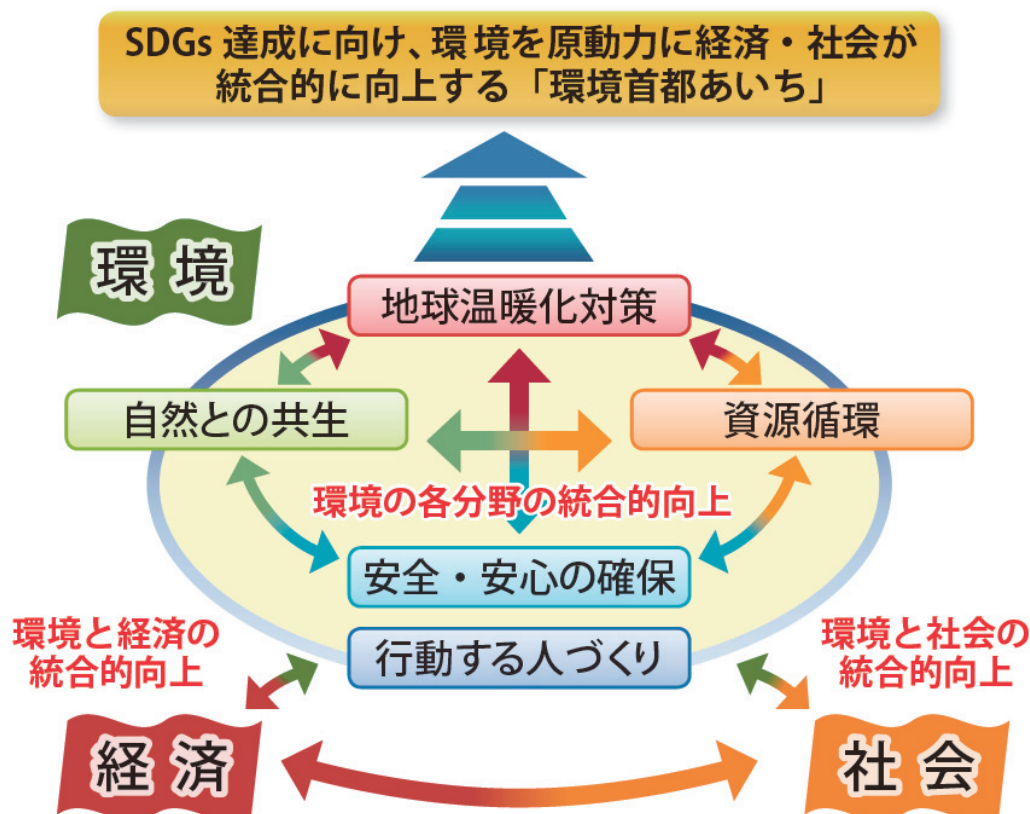 SDGs 達成に向け、環境を原動力に経済・社会が
統合的に向上する「環境首都あいち」
環 境
地球温暖化対策
自然との共生
資源循環
環境の各分野の統合的向上
安全・安心の確保
行動する人づくり
環境と経済の
統合的向上
環境と社会の
統合的向上
経 済
社 会